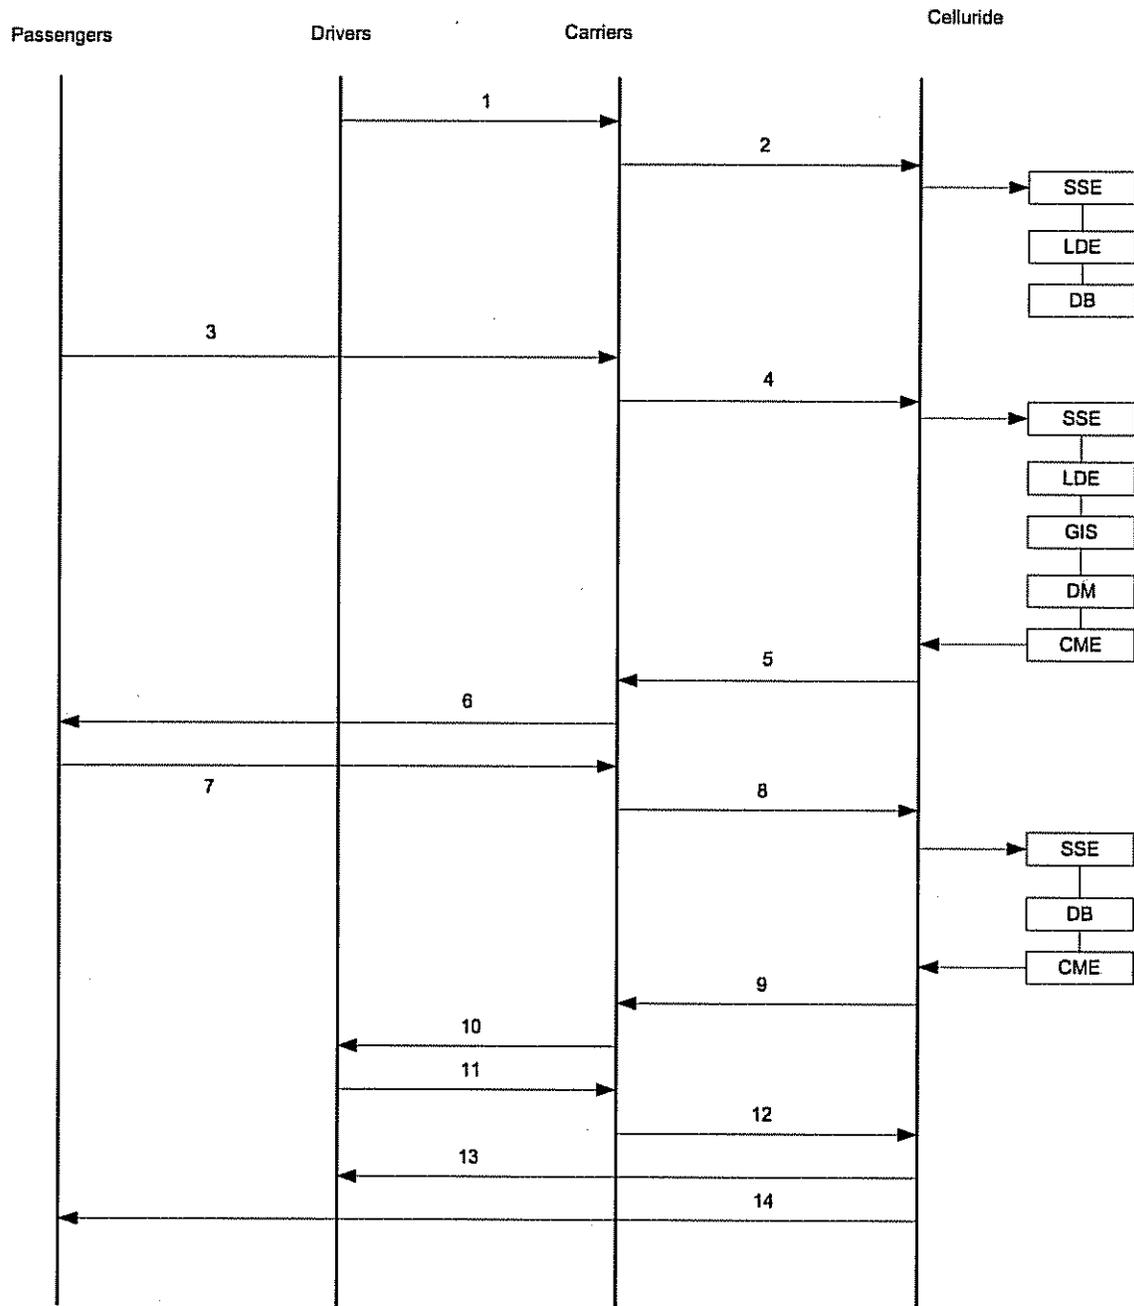 Celluride
Passengers
Drivers
Carriers
1
2
SSE
LDE
DB
3
4
SSE
LDE
GIS
DM
CME
5
6
7
8
SSE
DB
CME
9
10
11
12
13
14